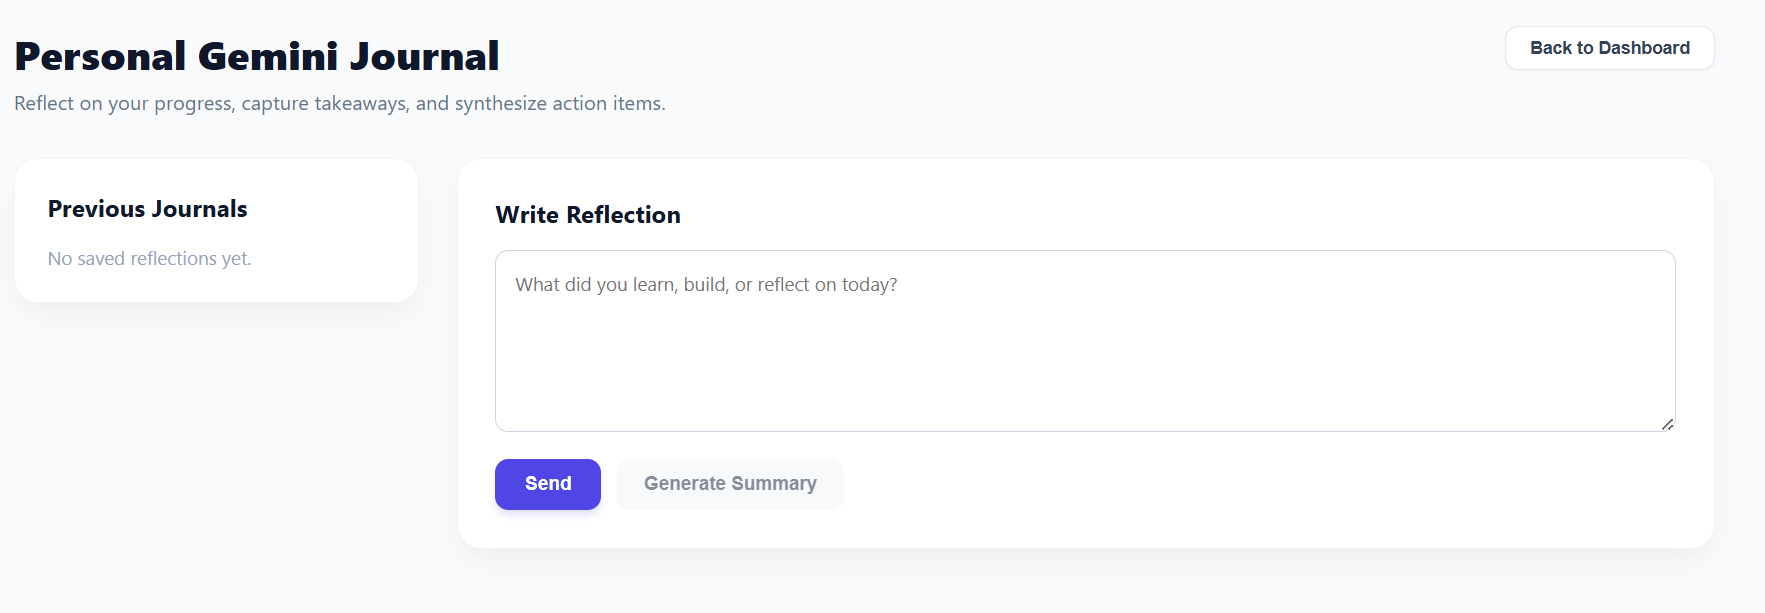 Personal Gemini Journal
Reflect on your progress, capture takeaways, and synthesize action items.
Back to Dashboard
Previous Journals
No saved reflections yet.
Write Reflection
What did you learn, build, or reflect on today?
Send
Generate Summary